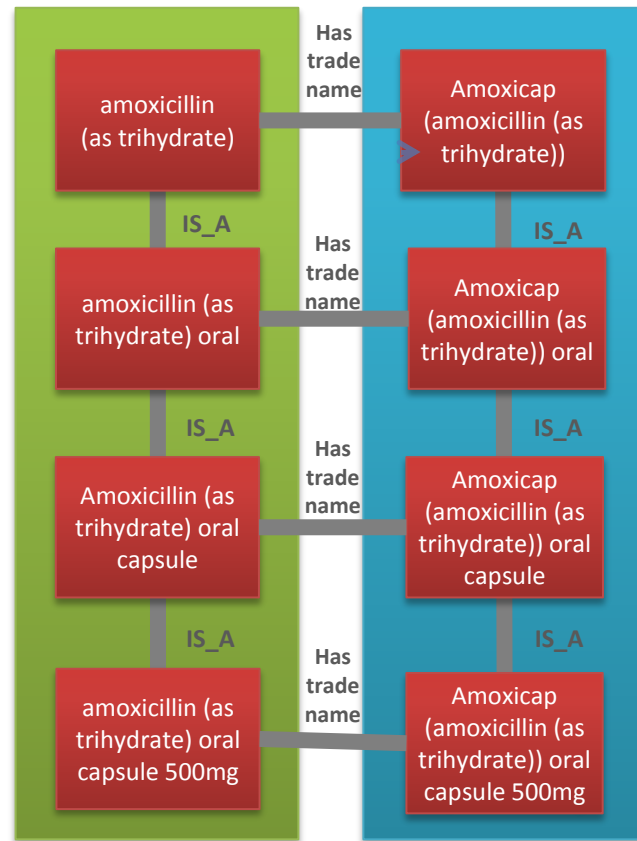 Has
trade
name
amoxicillin
(as trihydrate)
Amoxicap
(amoxicillin (as
trihydrate))
IS_A
IS_A
Has
trade
name
amoxicillin (as
trihydrate) oral
Amoxicap
(amoxicillin (as
trihydrate)) oral
IS_A
IS_A
Has
trade
name
Amoxicillin (as
trihydrate) oral
capsule
Amoxicap
(amoxicillin (as
trihydrate)) oral
capsule
IS_A
IS_A
Has
trade
name
amoxicillin (as
trihydrate) oral
capsule 500mg
Amoxicap
(amoxicillin (as
trihydrate)) oral
capsule 500mg